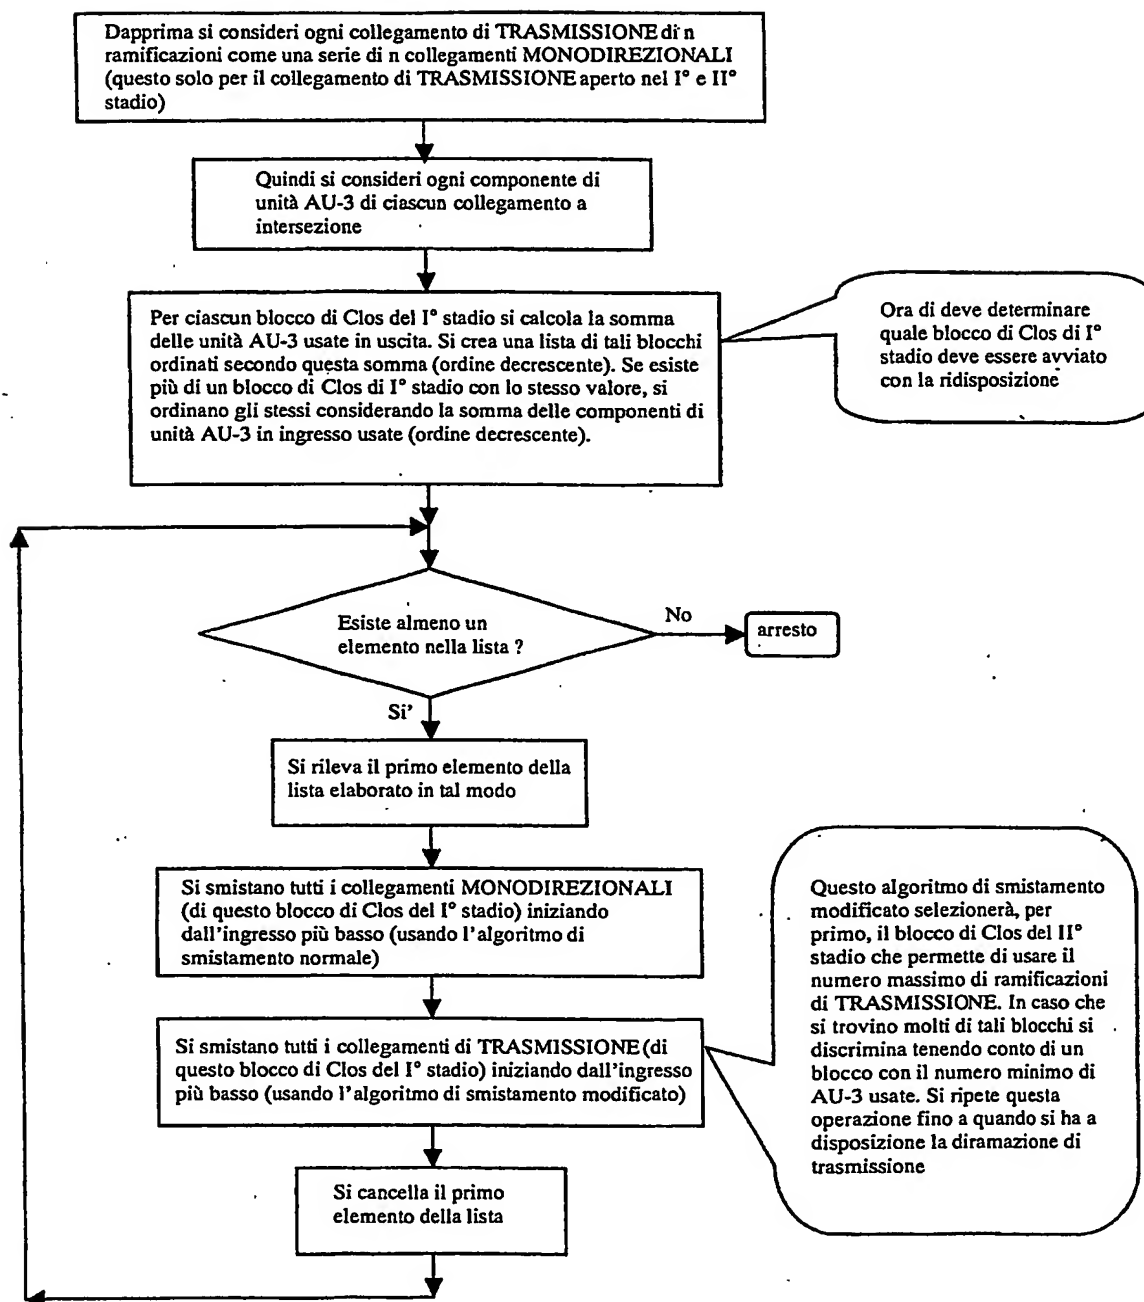 Dapprima si consideri ogni collegamento di TRASMISSIONE di n
ramificazioni come una serie di n collegamenti MONODIREZIONALI
(questo solo per il collegamento di TRASMISSIONE aperto nel I° e II°
stadio)
Quindi si consideri ogni componente di
unità AU-3 di ciascun collegamento a
intersezione
Per ciascun blocco di Clos del I° stadio si calcola la somma
delle unità AU-3 usate in uscita. Si crea una lista di tali blocchi
ordinati secondo questa somma (ordine decrescente). Se esiste
più di un blocco di Clos di I° stadio con lo stesso valore, si
ordinano gli stessi considerando la somma delle componenti di
unità AU-3 in ingresso usate (ordine decrescente).
Ora di deve determinare
quale blocco di Clos di I°
stadio deve essere avviato
con la ridisposizione
Esiste almeno un
elemento nella lista ?
No
arresto
Si'
Si rileva il primo elemento della
lista elaborato in tal modo
Si smistano tutti i collegamenti MONODIREZIONALI
(di questo blocco di Clos del I° stadio) iniziando
dall'ingresso più basso (usando l'algoritmo di
smistamento normale)
Si smistano tutti i collegamenti di TRASMISSIONE (di
questo blocco di Clos del I° stadio) iniziando dall'ingresso
più basso (usando l'algoritmo di smistamento modificato)
Questo algoritmo di smistamento
modificato selezionerà, per
primo, il blocco di Clos del II°
stadio che permette di usare il
numero massimo di ramificazioni
di TRASMISSIONE. In caso che
si trovino molti di tali blocchi si
discrimina tenendo conto di un
blocco con il numero minimo di
AU-3 usate. Si ripete questa
operazione fino a quando si ha a
disposizione la diramazione di
trasmissione
Si cancella il primo
elemento della lista